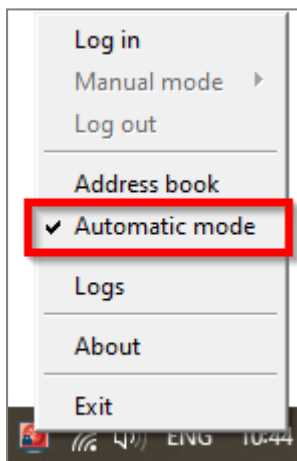 Log in
Manual mode
Log out
Address book
Automatic mode
Logs
About
Exit
ENG 10:44